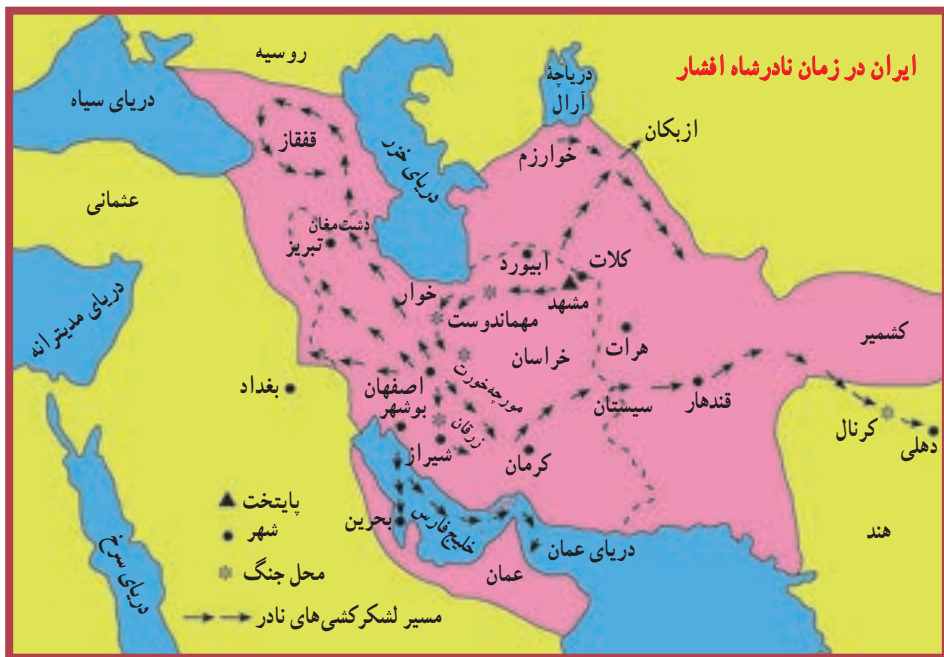 ایران در زمان نادرشاه افشار
روسیه
دریای سیاه
قفقاز
دریای خزر
دریاچهٔ
آرال
خوارزم
ازبکان
عثمانی
دشت مغان
تبریز
ابیورد
کلات
مشهد
خوار
مهماندوست
خراسان
هرات
کشمیر
دریای مدیترانه
بغداد
اصفهان
مورچه‌خورت
بوشهر
زرقان
شیراز
کرمان
سیستان
قندهار
کرنال
دهلی
بحرین
خلیج فارس
دریای عمان
عمان
هند
دریای سرخ
پایتخت
شهر
محل جنگ
مسیر لشکرکشی‌های نادر